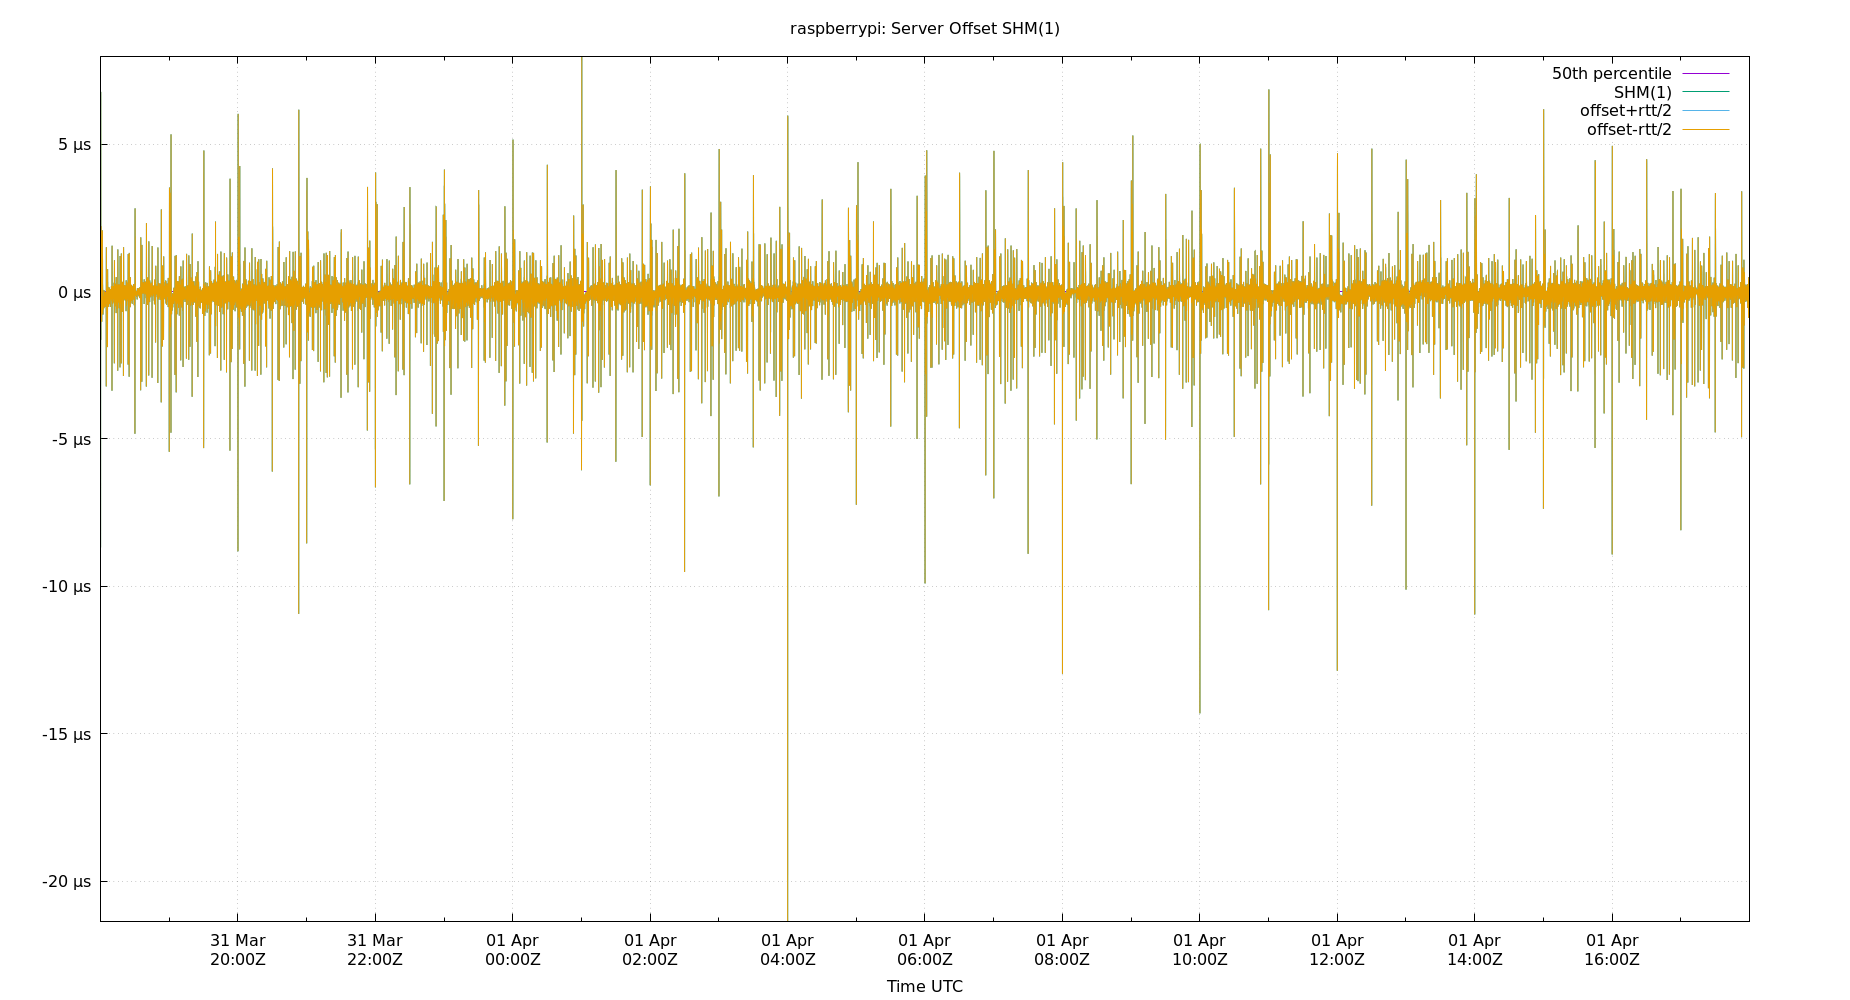 raspberrypi: Server Offset SHM(1)
50th percentile
SHM(1)
offset+rtt/2
offset-rtt/2
5 µs
0 µs
-5 µs
-10 µs
-15 µs
-20 µs
31 Mar 31 Mar 01 Apr 01 Apr 01 Apr 01 Apr 01 Apr 01 Apr 01 Apr 01 Apr 01 Apr
20:00Z 22:00Z 00:00Z 02:00Z 04:00Z 06:00Z 08:00Z 10:00Z 12:00Z 14:00Z 16:00Z
Time UTC